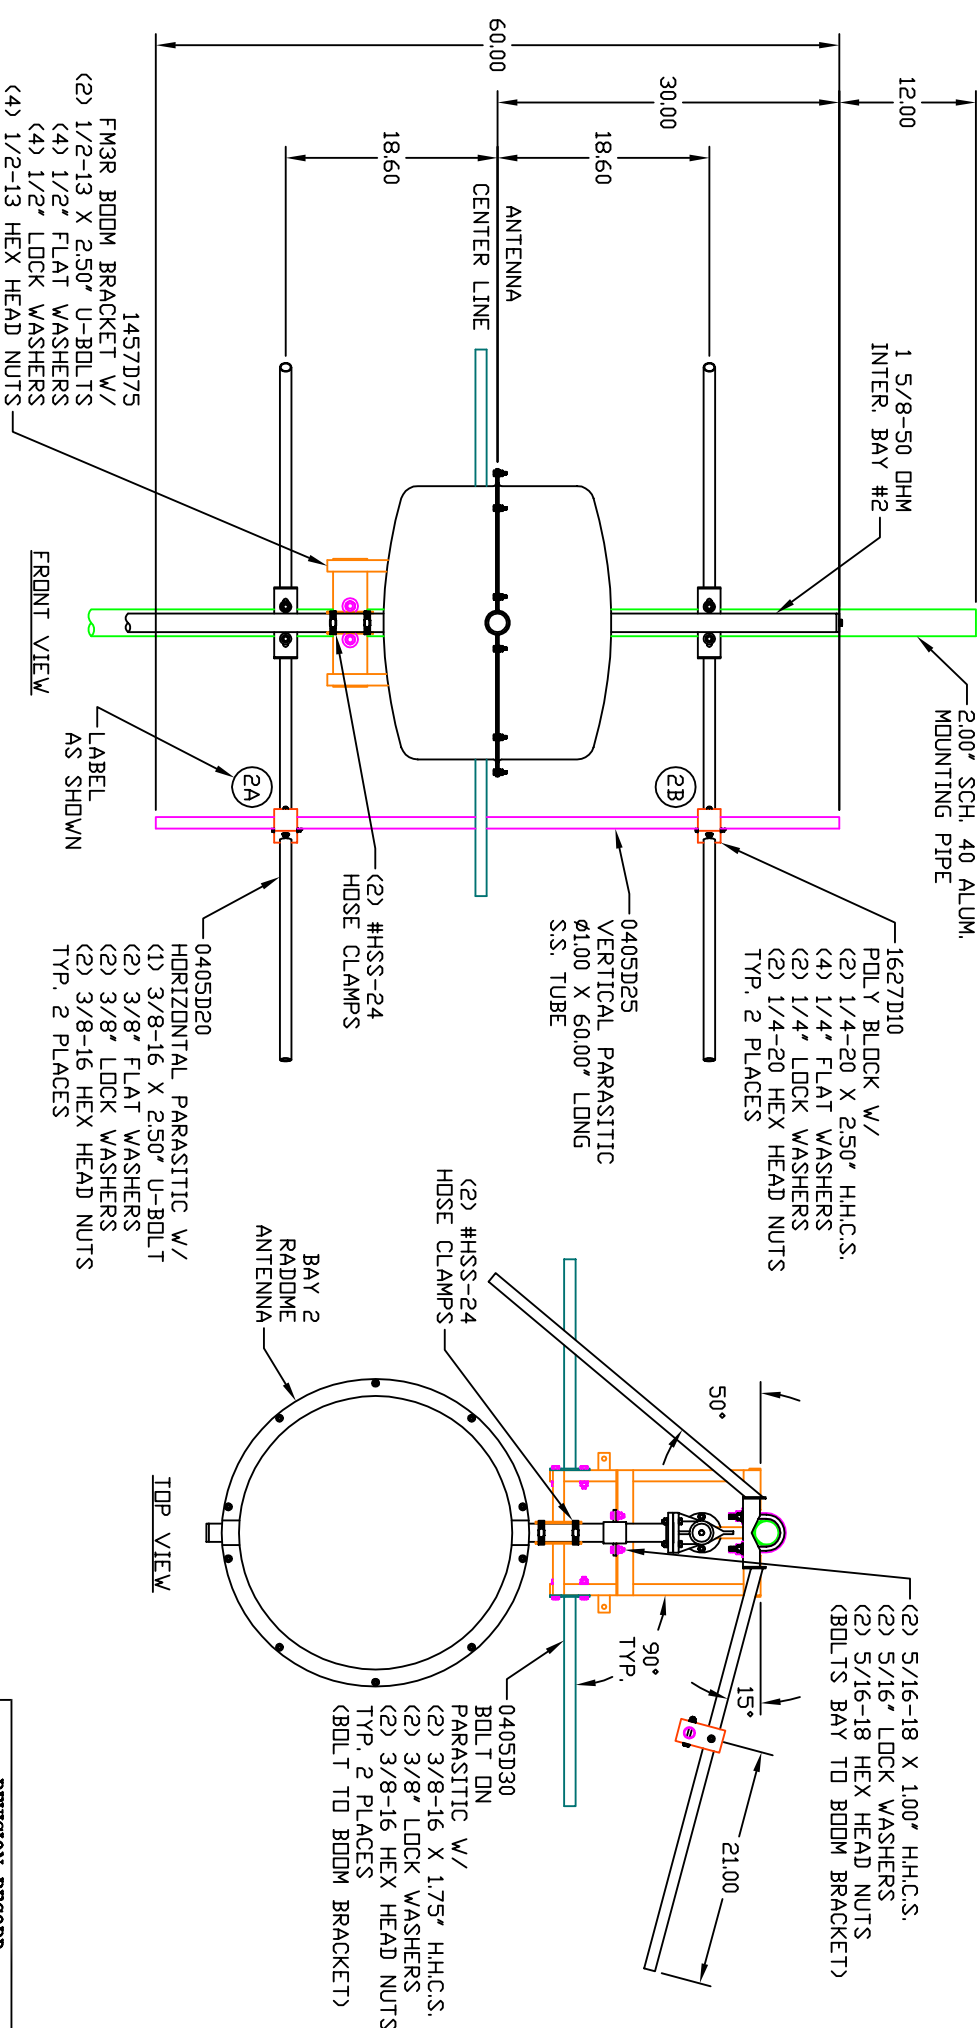 12.00
30.00
60.00
18.60
18.60
ANTENNA
CENTER LINE
1 5/8-50 OHM
INTER. BAY #2
2.00" SCH. 40 ALUM.
MOUNTING PIPE
1457D75
FM3R BOOM BRACKET W/
(2) 1/2-13 X 2.50" U-BOLTS
(4) 1/2" FLAT WASHERS
(4) 1/2" LOCK WASHERS
(4) 1/2-13 HEX HEAD NUTS
FRONT VIEW
2B
2A
LABEL
AS SHOWN
(2) #HSS-24
HOSE CLAMPS
1627D10
POLY BLOCK W/
(2) 1/4-20 X 2.50" H.H.C.S.
(4) 1/4" FLAT WASHERS
(2) 1/4" LOCK WASHERS
(2) 1/4-20 HEX HEAD NUTS
TYP. 2 PLACES
0405D25
VERTICAL PARASITIC
Ø1.00 X 60.00" LONG
S.S. TUBE
0405D20
HORIZONTAL PARASITIC W/
(1) 3/8-16 X 2.50" U-BOLT
(2) 3/8" FLAT WASHERS
(2) 3/8" LOCK WASHERS
(2) 3/8-16 HEX HEAD NUTS
TYP. 2 PLACES
(2) #HSS-24
HOSE CLAMPS
BAY 2
RADOME
ANTENNA
TOP VIEW
50°
15°
90°
TYP.
21.00
(2) 5/16-18 X 1.00" H.H.C.S.
(2) 5/16" LOCK WASHERS
(2) 5/16-18 HEX HEAD NUTS
(BOLTS BAY TO BOOM BRACKET)
0405D30
BOLT ON
PARASITIC W/
(2) 3/8-16 X 1.75" H.H.C.S.
(2) 3/8" LOCK WASHERS
(2) 3/8-16 HEX HEAD NUTS
TYP. 2 PLACES
(BOLT TO BOOM BRACKET)